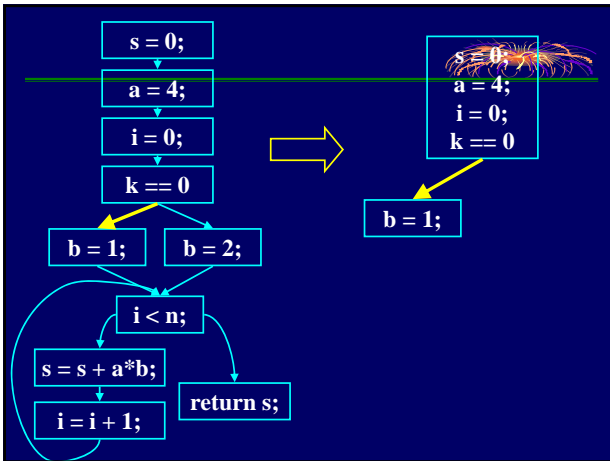 s = 0;
a = 4;
i = 0;
k == 0
b = 1;
b = 2;
i < n;
s = s + a*b;
return s;
i = i + 1;
s = 0;
a = 4;
i = 0;
k == 0
b = 1;